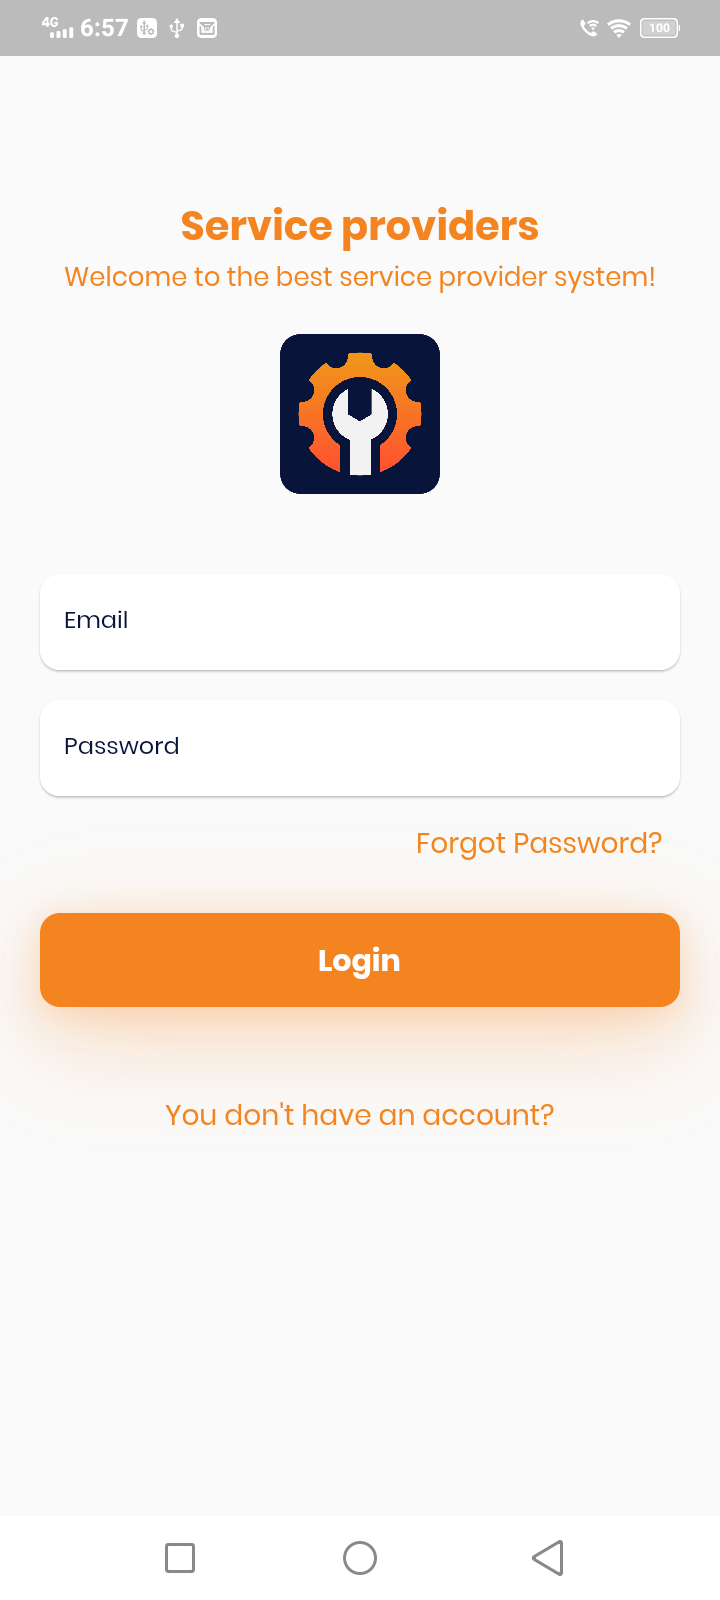 4G 6:57 100
Service providers
Welcome to the best service provider system!
Email
Password
Forgot Password?
Login
You don't have an account?